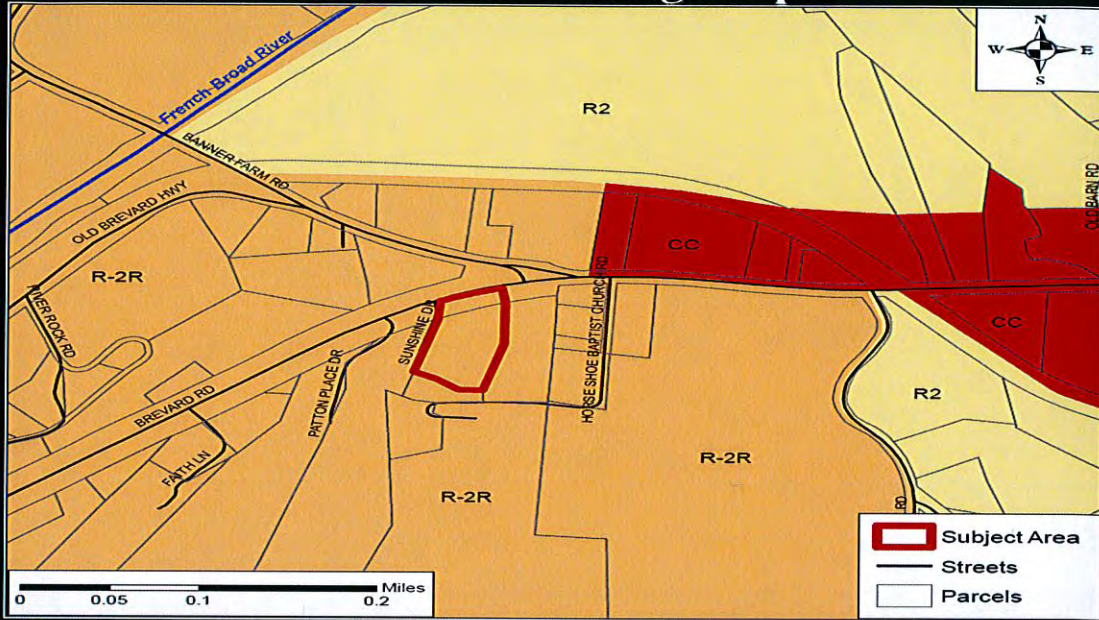 N
W E
S
French Broad River
R2
BANNER FARM RD
OLD BREVARD HWY
OLD BARN RD
CC
R-2R
HORSE SHOE BAPTIST CHURCH RD
RIVER ROCK RD
SUNSHINE DR
CC
PATTON PLACE DR
BREVARD RD
R2
FAITH LN
R-2R
R-2R
RD
Subject Area
Streets
Parcels
Miles
0 0.05 0.1 0.2